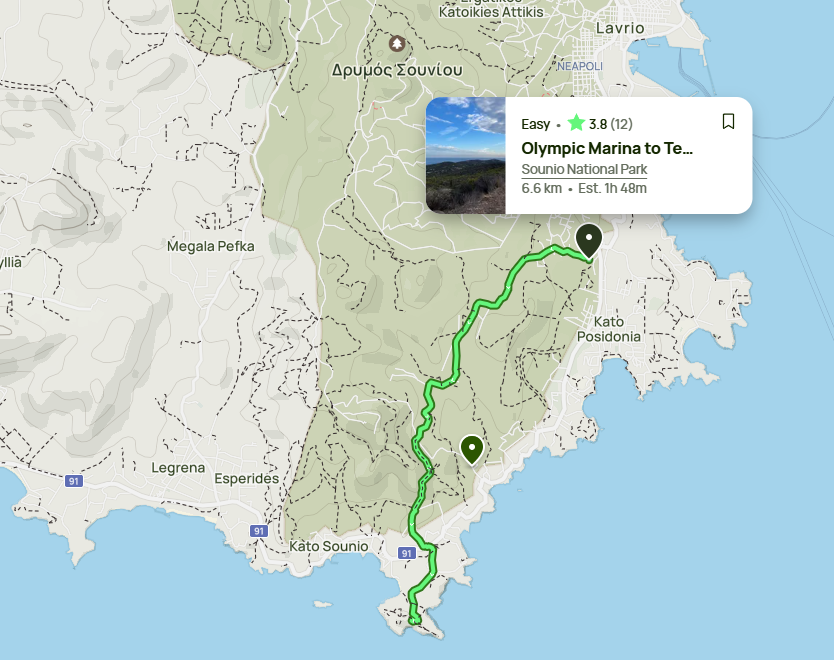 Ergatikes
Katoikies Attikis
Lavrio
Δρυμός Σουνίου
NEAPOLI
Easy • 3.8 (12)
Olympic Marina to Te...
Sounio National Park
6.6 km • Est. 1h 48m
Megala Pefka
yllia
Kato
Posidonia
Legrena
Esperides
91
91
Kato Sounio
91